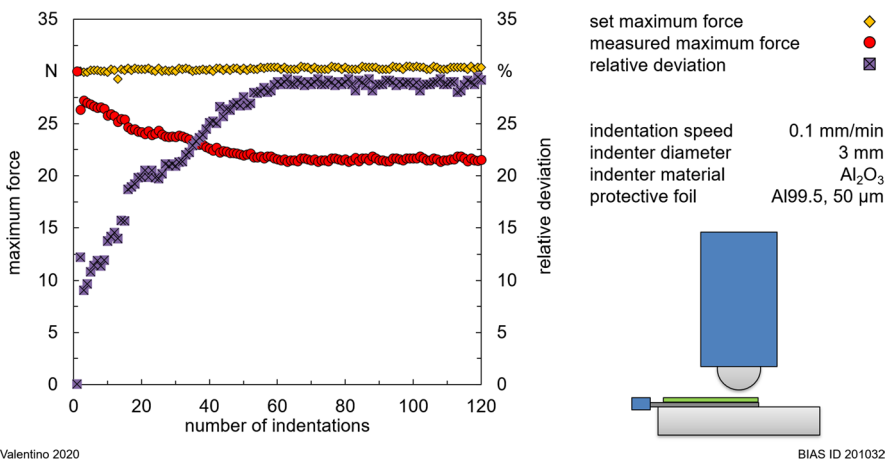 35
N
25
20
15
10
5
0
maximum force
0 20 40 60 80 100 120
number of indentations
35
%
25
20
15
10
5
0
relative deviation
set maximum force
measured maximum force
relative deviation
indentation speed 0.1 mm/min
indenter diameter 3 mm
indenter material Al₂O₃
protective foil Al99.5, 50 µm
Valentino 2020
BIAS ID 201032